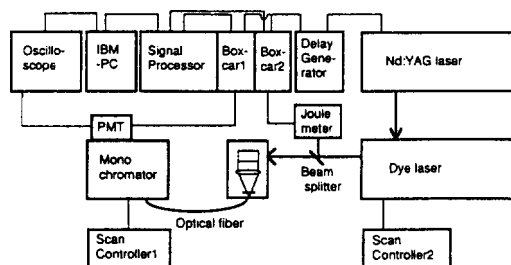 Oscillo-
scope
IBM
-PC
Signal
Processor
Box-
car1
Box-
car2
Delay
Gene-
rator
Nd:YAG laser
PMT
Joule
meter
Mono
chromator
Beam
splitter
Dye laser
Optical fiber
Scan
Controller1
Scan
Controller2